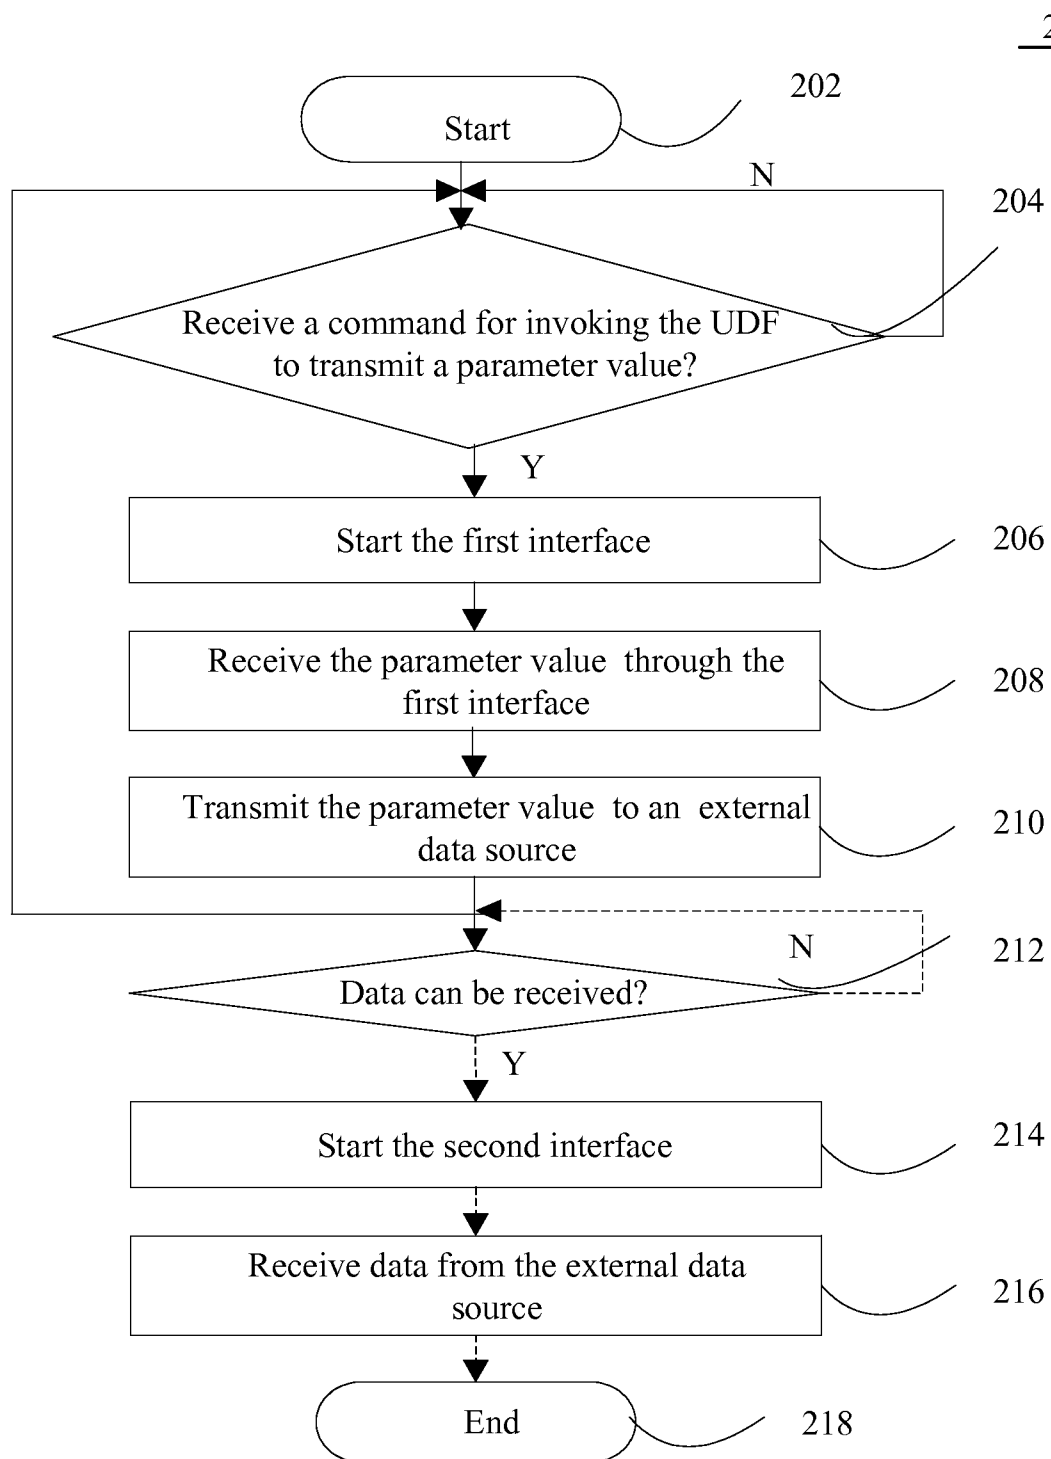 2
Start
202
N
204
Receive a command for invoking the UDF
to transmit a parameter value?
Y
Start the first interface
206
Receive the parameter value through the
first interface
208
Transmit the parameter value to an external
data source
210
N
212
Data can be received?
Y
Start the second interface
214
Receive data from the external data
source
216
End
218